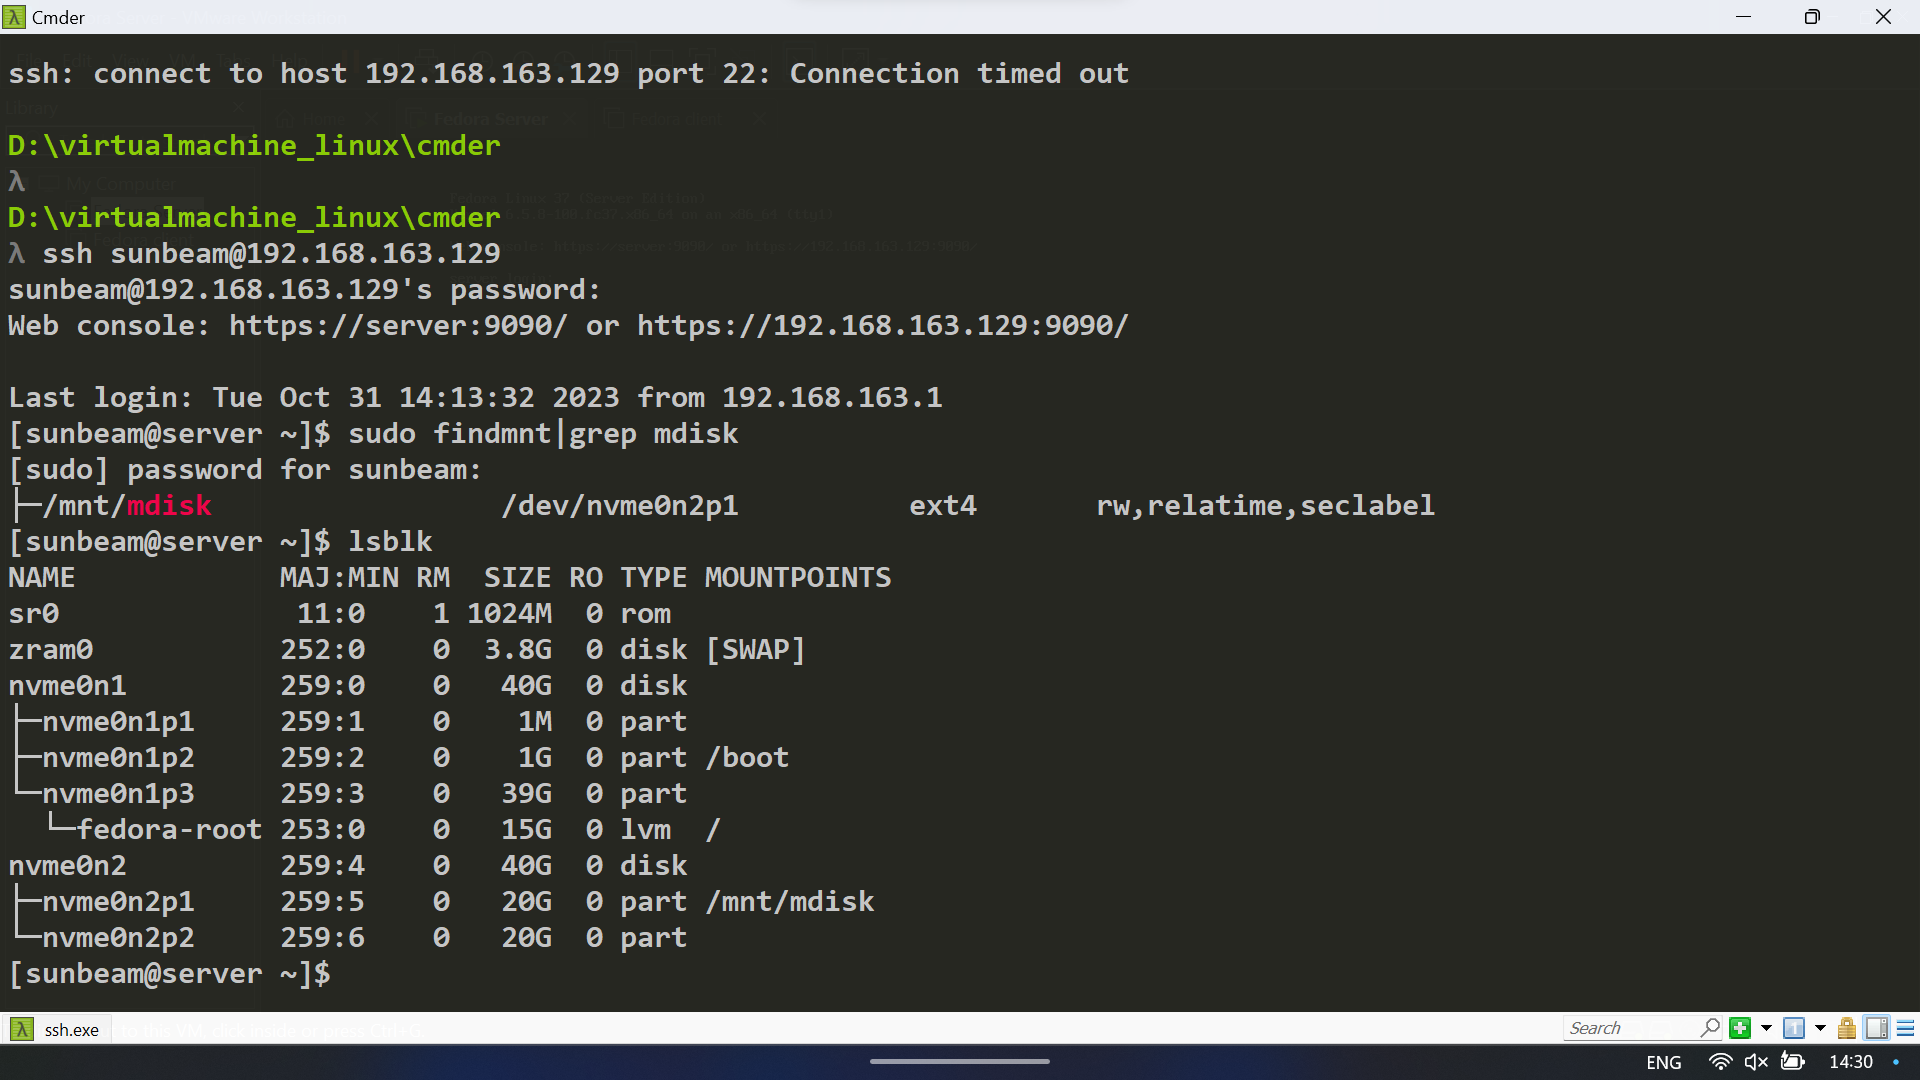 Cmder
ssh: connect to host 192.168.163.129 port 22: Connection timed out
Library
Home
Fedora Server
Fedora Client
D:\virtualmachine_linux\cmder
λ
My Computer
D:\virtualmachine_linux\cmder
λ ssh sunbeam@192.168.163.129
sunbeam@192.168.163.129's password:
Web console: https://server:9090/ or https://192.168.163.129:9090/
Last login: Tue Oct 31 14:13:32 2023 from 192.168.163.1
[sunbeam@server ~]$ sudo findmnt|grep mdisk
[sudo] password for sunbeam:
├─/mnt/mdisk                 /dev/nvme0n2p1          ext4       rw,relatime,seclabel
[sunbeam@server ~]$ lsblk
NAME            MAJ:MIN RM  SIZE RO TYPE MOUNTPOINTS
sr0              11:0    1 1024M  0 rom
zram0           252:0    0  3.8G  0 disk [SWAP]
nvme0n1         259:0    0   40G  0 disk
├─nvme0n1p1     259:1    0    1M  0 part
├─nvme0n1p2     259:2    0    1G  0 part /boot
└─nvme0n1p3     259:3    0   39G  0 part
  └─fedora-root 253:0    0   15G  0 lvm  /
nvme0n2         259:4    0   40G  0 disk
├─nvme0n2p1     259:5    0   20G  0 part /mnt/mdisk
└─nvme0n2p2     259:6    0   20G  0 part
[sunbeam@server ~]$
ssh.exe
Search
ENG
14:30